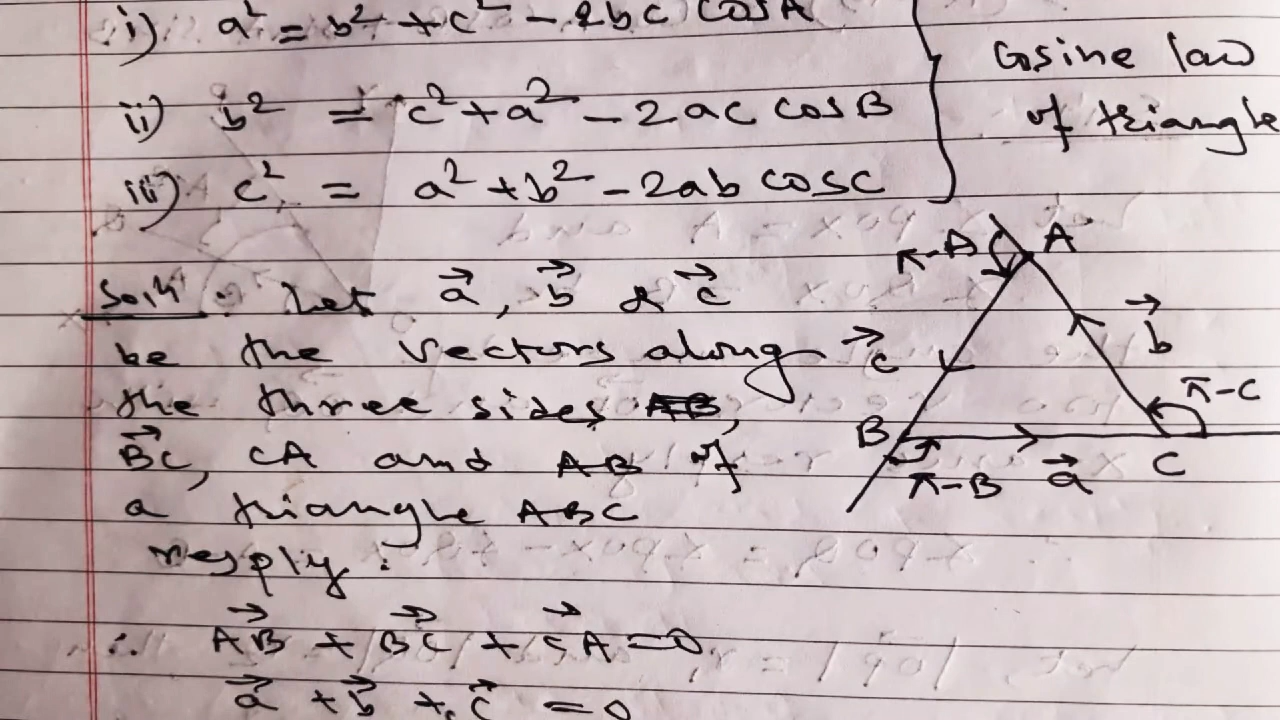 i) a² = b² + c² - 2bc cosA
ii) b² = c² + a² - 2ac cosB
iii) c² = a² + b² - 2ab cosC
Cosine law
of triangle
Soln. Let a⃗, b⃗ & c⃗
be the vectors along
the three sides
B⃗C, CA and AB of
a triangle ABC
resply.
∴ A⃗B + B⃗C + C⃗A = 0
a⃗ + b⃗ + c⃗ = 0
π-A
A
c⃗
b⃗
π-C
B
π-B
a⃗
C